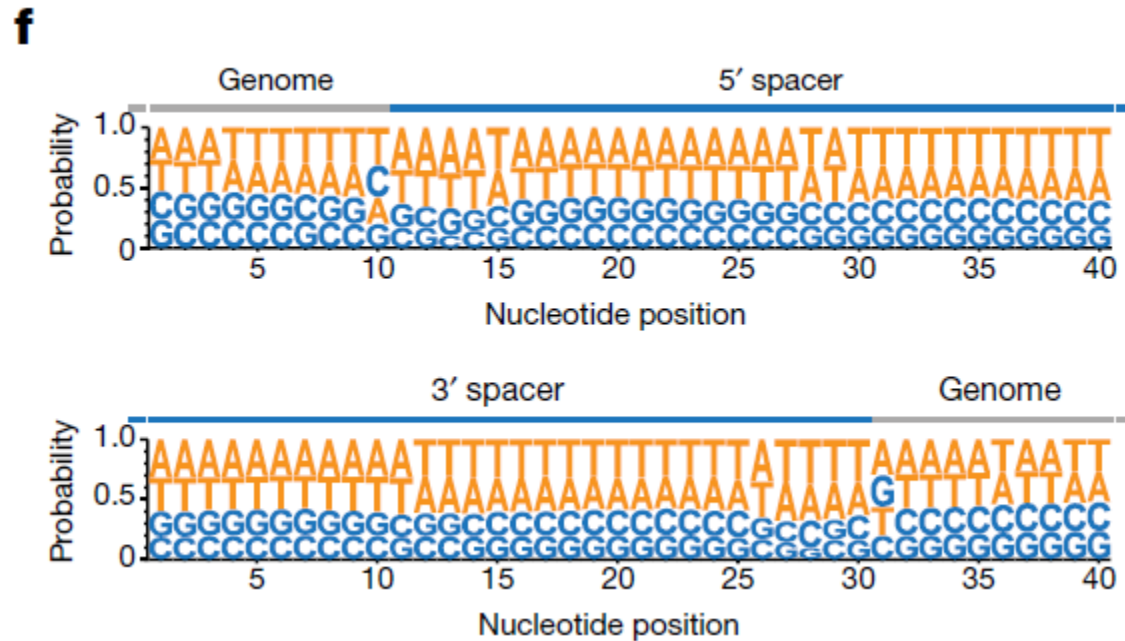 f
Genome 5′ spacer
Probability
1.0
0.5
0
5 10 15 20 25 30 35 40
Nucleotide position
3′ spacer Genome
Probability
1.0
0.5
0
5 10 15 20 25 30 35 40
Nucleotide position